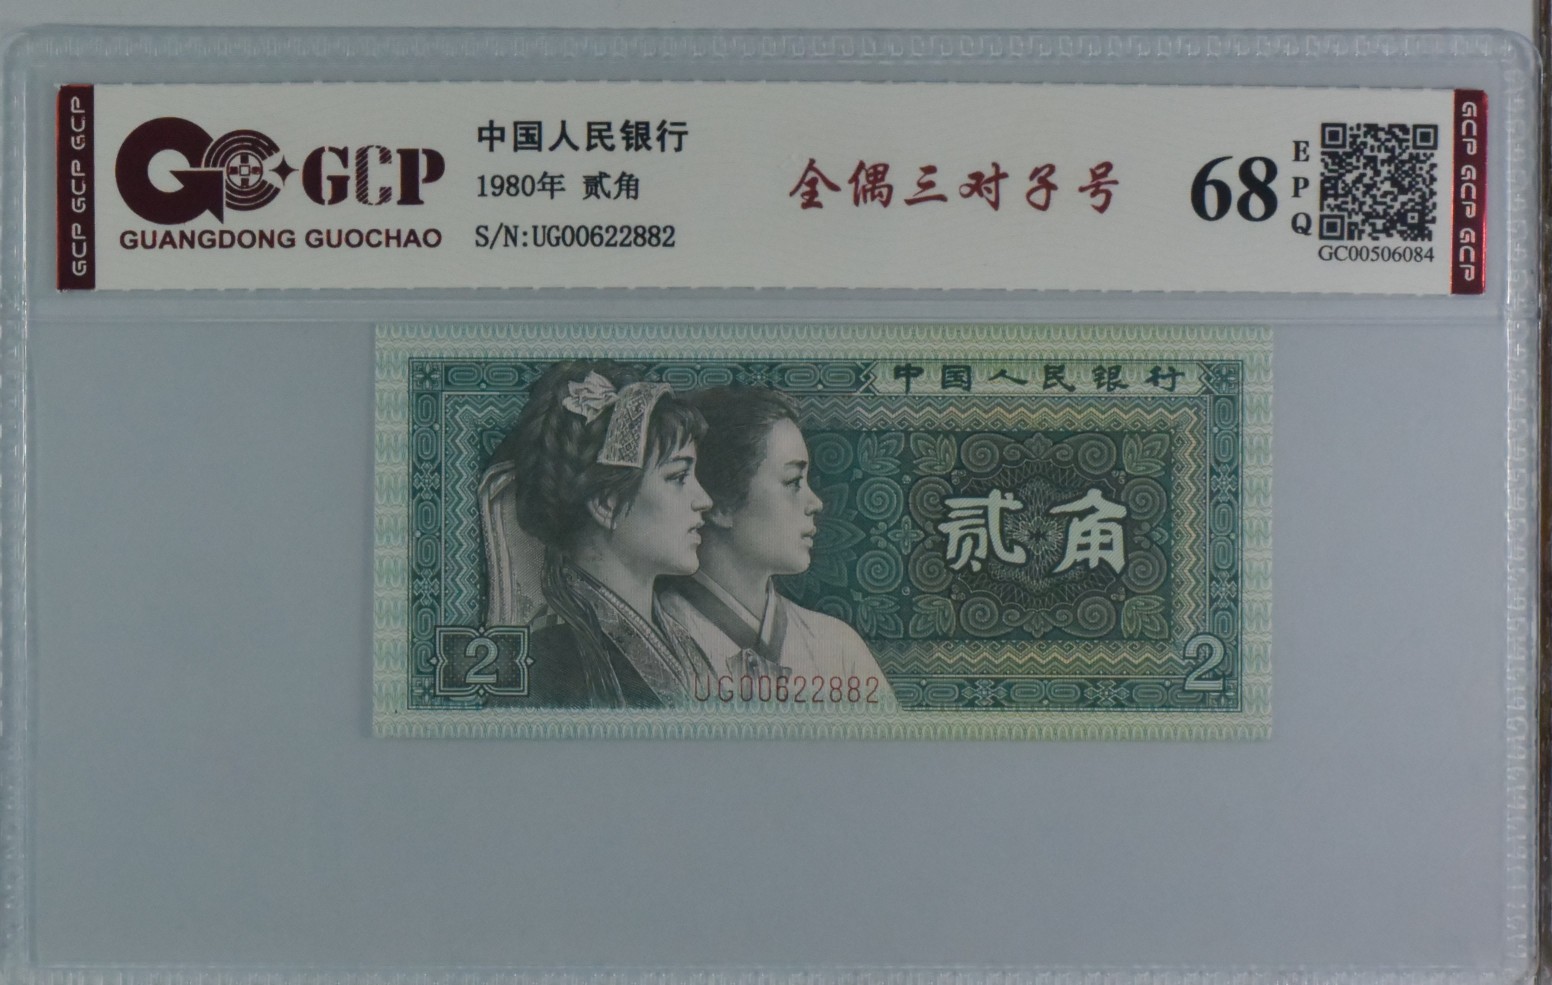 GCP GCP GCP
GCP
GUANGDONG GUOCHAO
中国人民银行
1980年 贰角
S/N:UG00622882
全偶三对子号
68
EPQ
GC00506084
GCP GCP GCP
中国人民银行
贰角
2
2
UG00622882